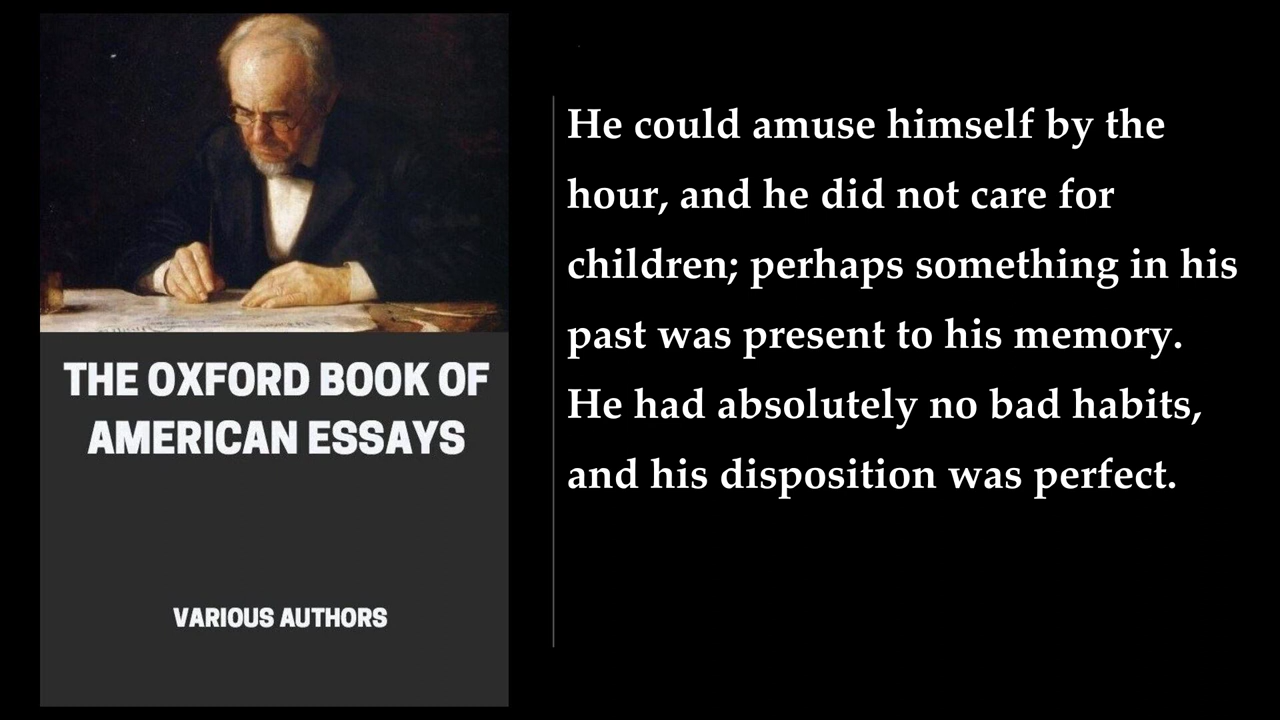 THE OXFORD BOOK OF
AMERICAN ESSAYS
VARIOUS AUTHORS
He could amuse himself by the
hour, and he did not care for
children; perhaps something in his
past was present to his memory.
He had absolutely no bad habits,
and his disposition was perfect.